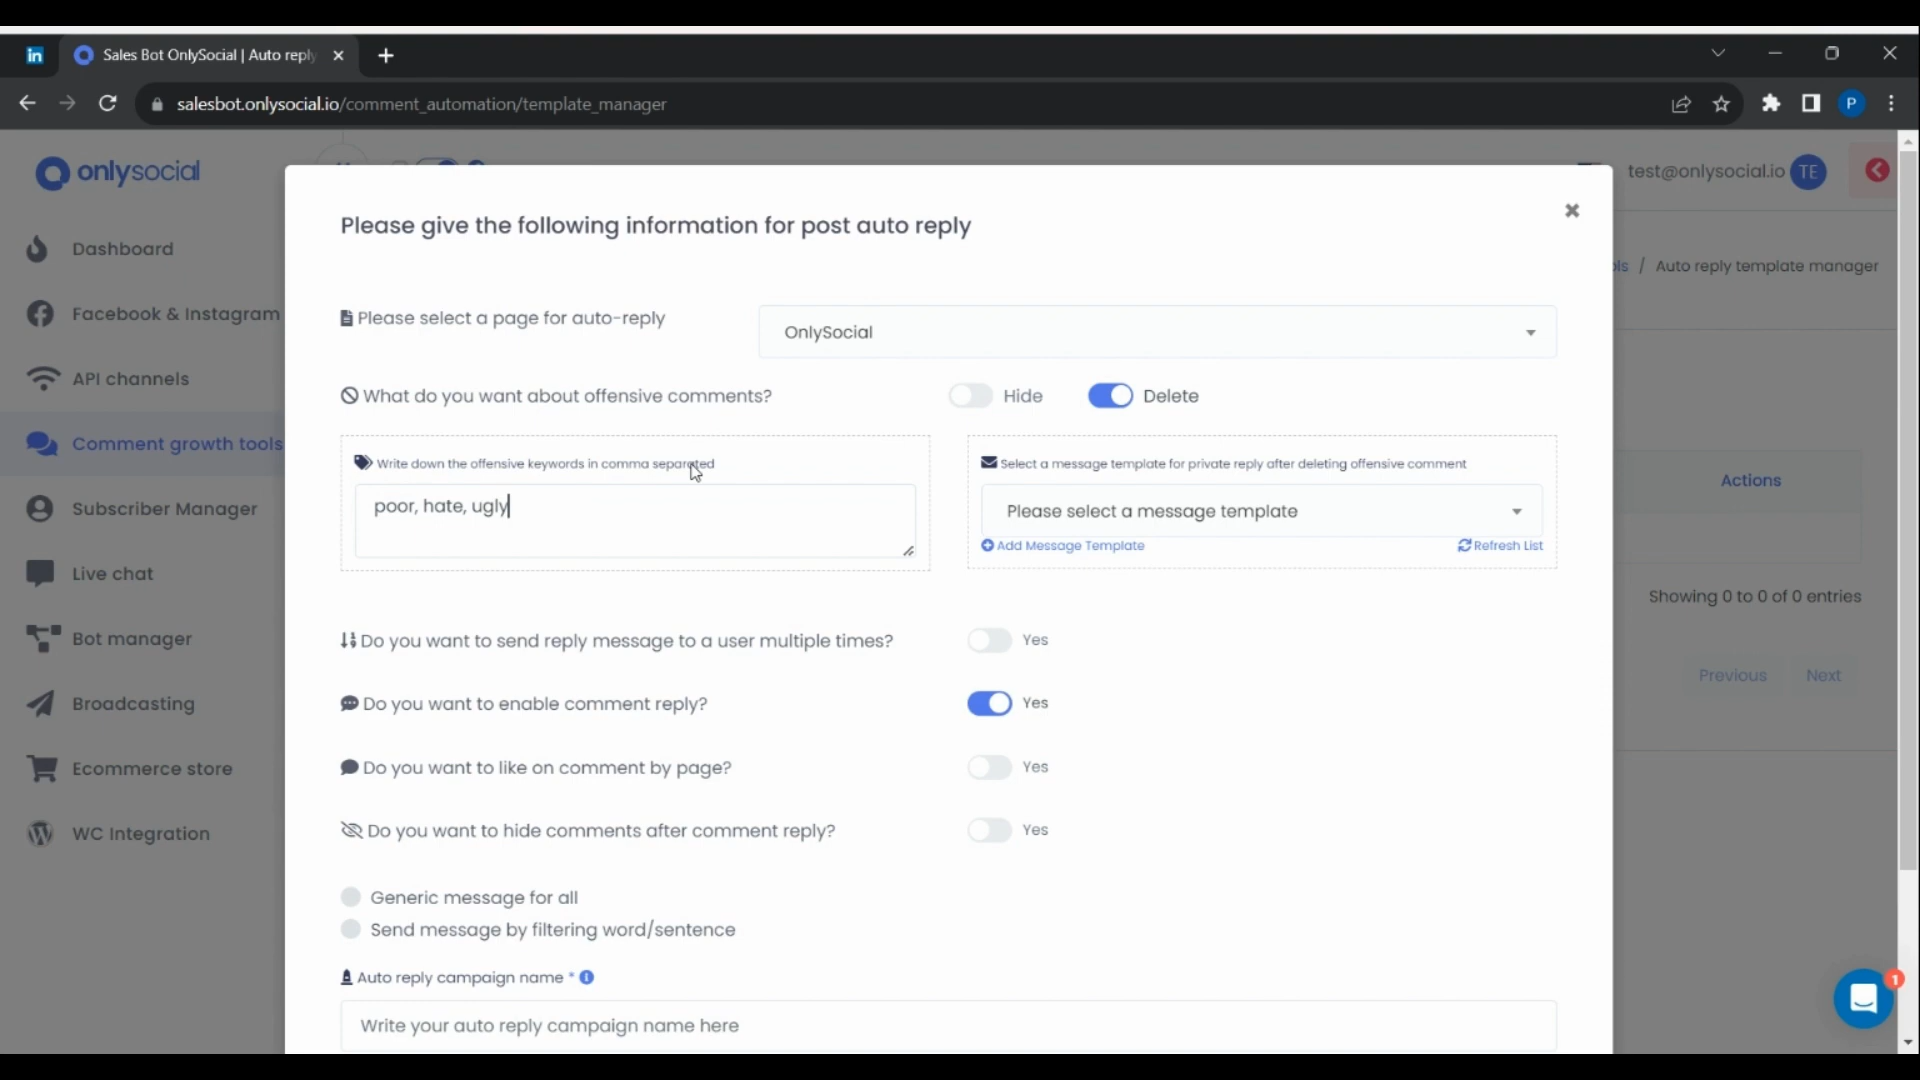 in
Sales Bot OnlySocial | Auto reply
salesbot.onlysocial.io/comment_automation/template_manager
P
onlysocial
test@onlysocial.io TE
Please give the following information for post auto reply
Dashboard
ols / Auto reply template manager
Facebook & Instagram
Please select a page for auto-reply
OnlySocial
API channels
What do you want about offensive comments?
Hide
Delete
Comment growth tools
Write down the offensive keywords in comma separated
Select a message template for private reply after deleting offensive comment
Actions
poor, hate, ugly
Please select a message template
Subscriber Manager
Add Message Template
Refresh List
Live chat
Showing 0 to 0 of 0 entries
Bot manager
Do you want to send reply message to a user multiple times?
Yes
Previous
Next
Broadcasting
Do you want to enable comment reply?
Yes
Ecommerce store
Do you want to like on comment by page?
Yes
WC Integration
Do you want to hide comments after comment reply?
Yes
Generic message for all
Send message by filtering word/sentence
Auto reply campaign name *
1
Write your auto reply campaign name here